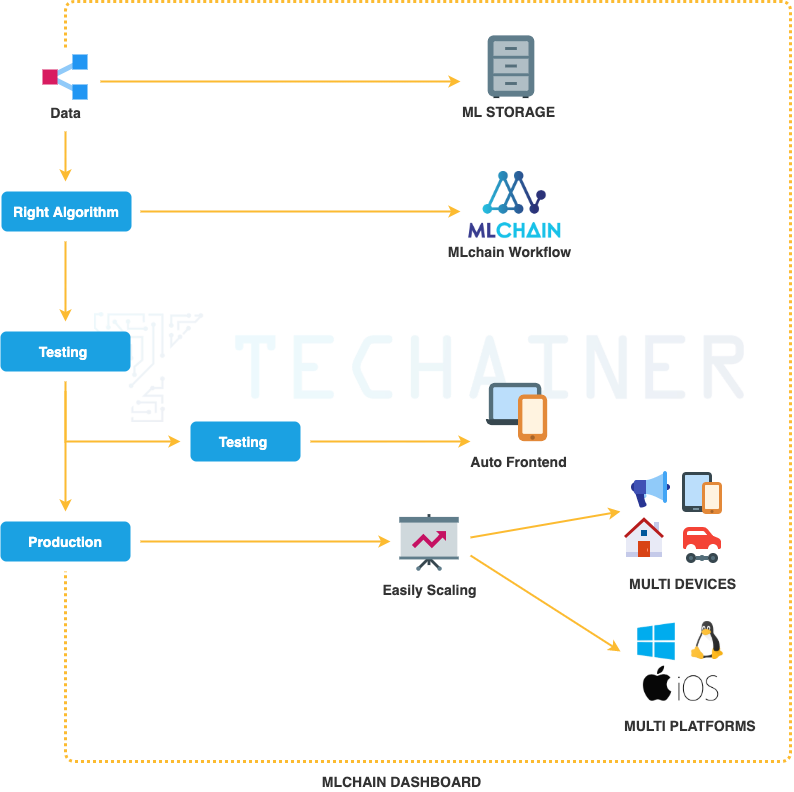 Data
ML STORAGE
Right Algorithm
MLCHAIN
MLchain Workflow
Testing
TECHAINER
Testing
Auto Frontend
Production
Easily Scaling
MULTI DEVICES
iOS
MULTI PLATFORMS
MLCHAIN DASHBOARD